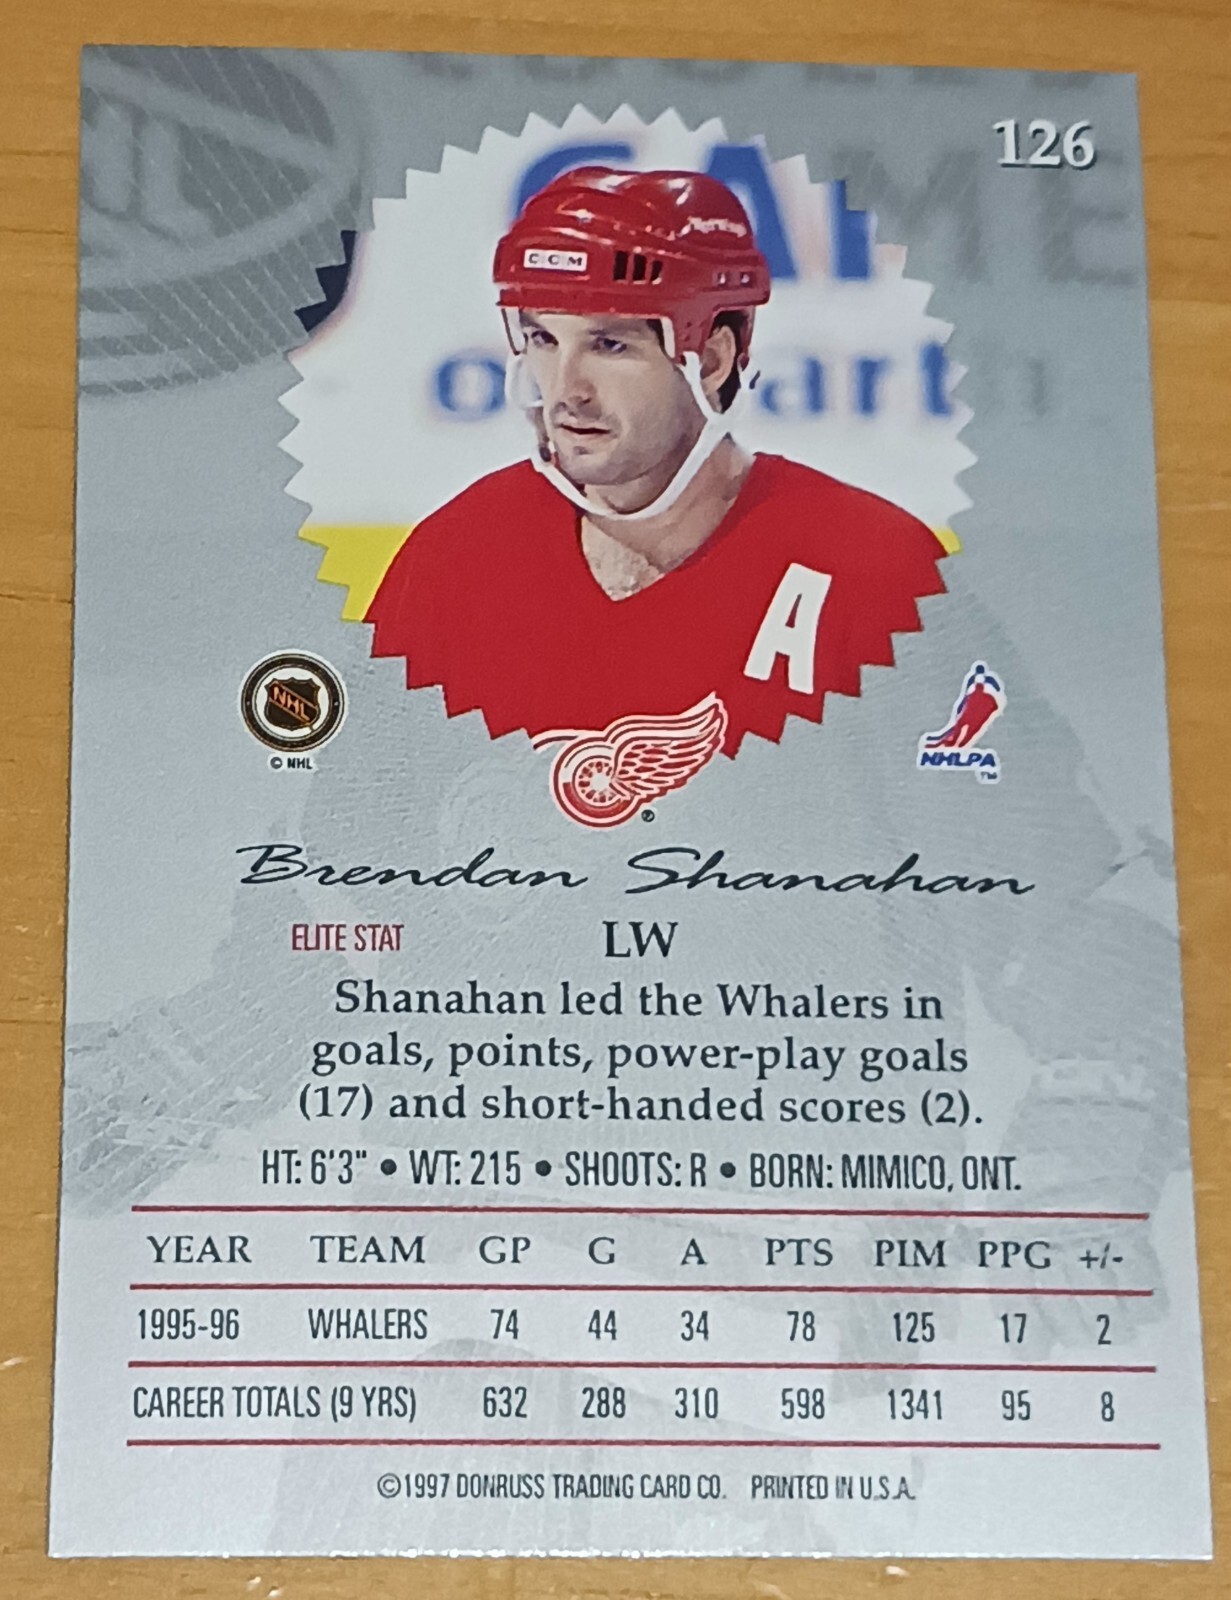 126
CCM
A
NHL
© NHL
NHLPA
™
®
Brendan Shanahan
ELITE STAT
LW
Shanahan led the Whalers in
goals, points, power-play goals
(17) and short-handed scores (2).
HT: 6'3" • WT: 215 • SHOOTS: R • BORN: MIMICO, ONT.
YEAR TEAM GP G A PTS PIM PPG +/-
1995-96 WHALERS 74 44 34 78 125 17 2
CAREER TOTALS (9 YRS) 632 288 310 598 1341 95 8
©1997 DONRUSS TRADING CARD CO. PRINTED IN U.S.A.